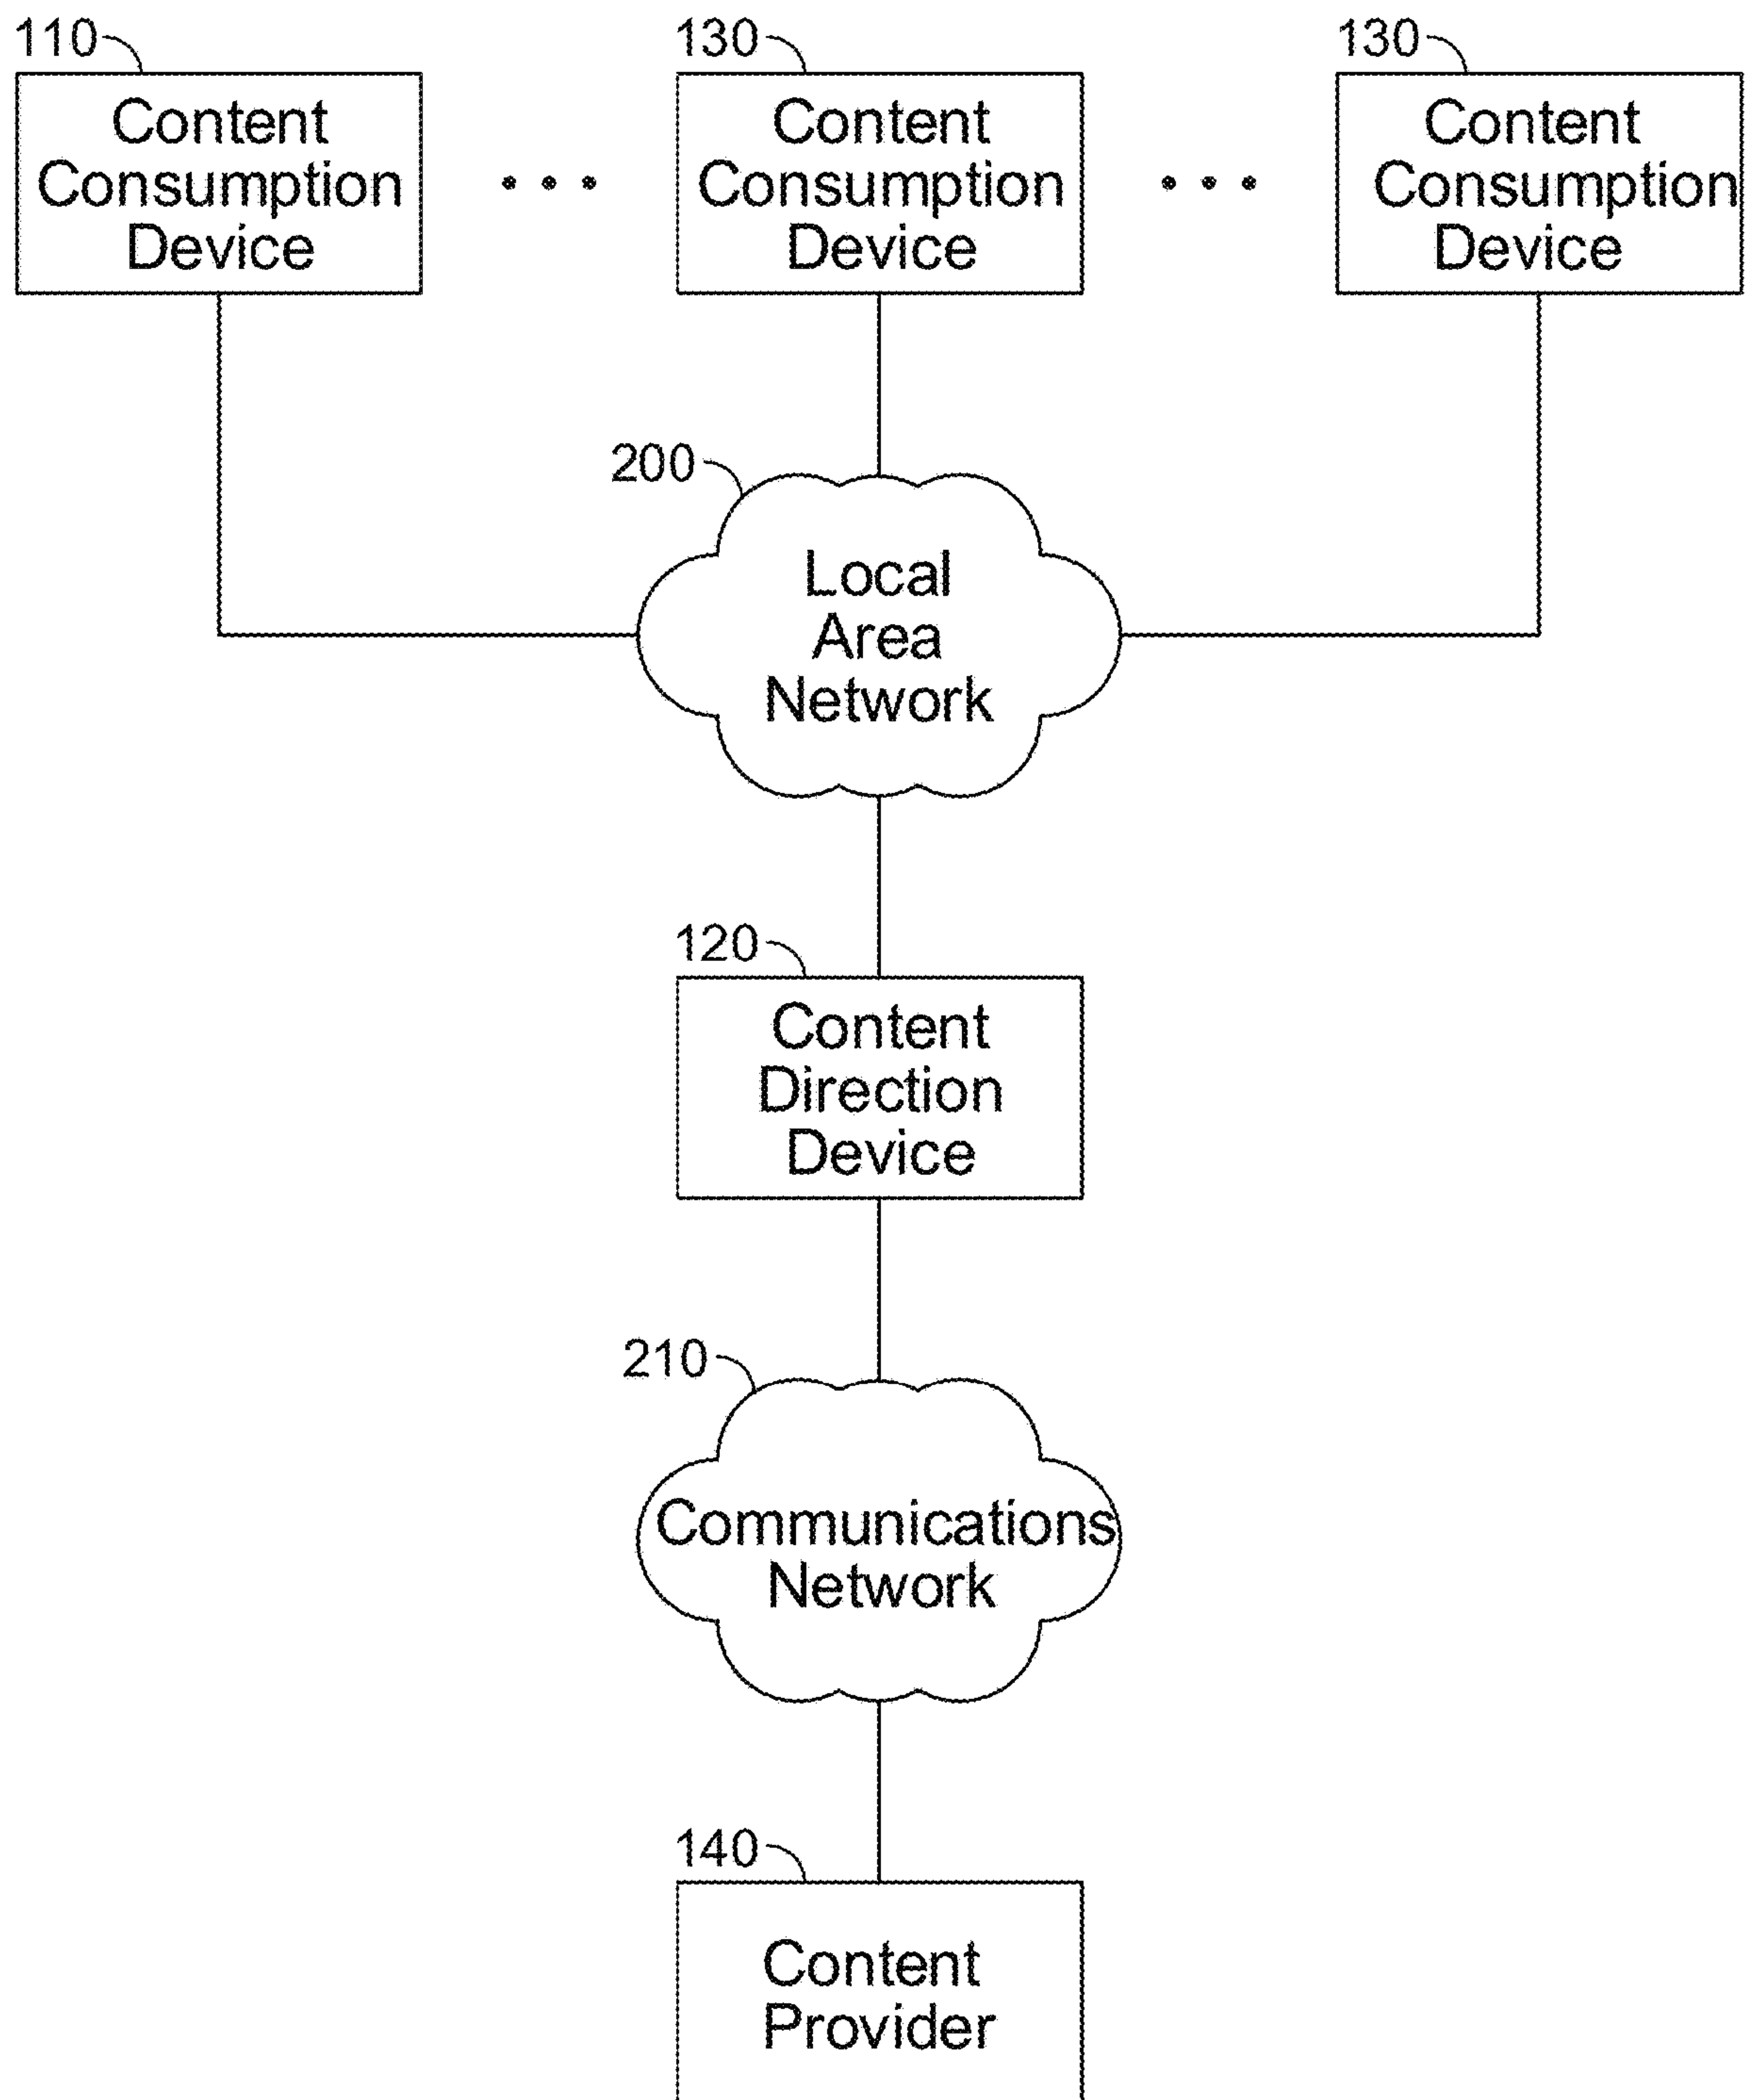 110
Content
Consumption
Device
130
Content
Consumption
Device
130
Content
Consumption
Device
200
Local
Area
Network
120
Content
Direction
Device
210
Communications
Network
140
Content
Provider